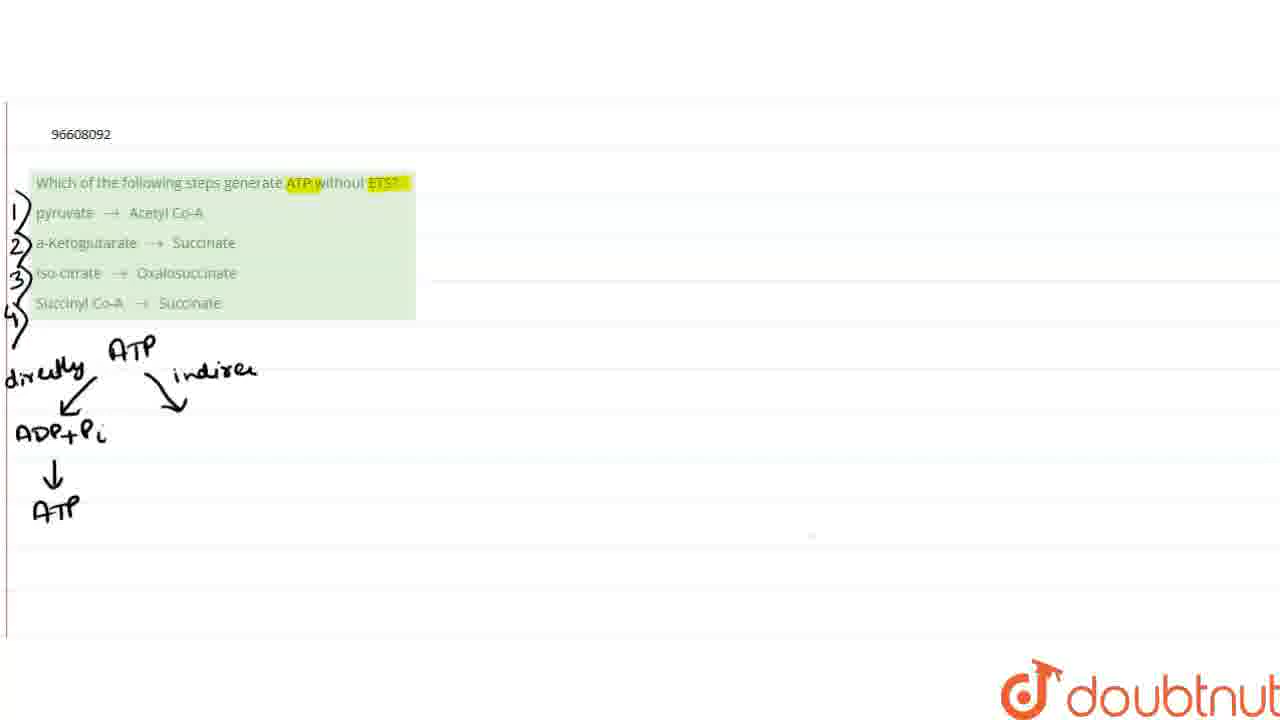 96608092
Which of the following steps generate ATP without ETS?
1) pyruvate → Acetyl Co-A
2) a-Ketoglutarate → Succinate
3) Iso-citrate → Oxalosuccinate
4) Succinyl Co-A → Succinate
ATP
directly indirec
ADP+Pi
↓
ATP
doubtnut